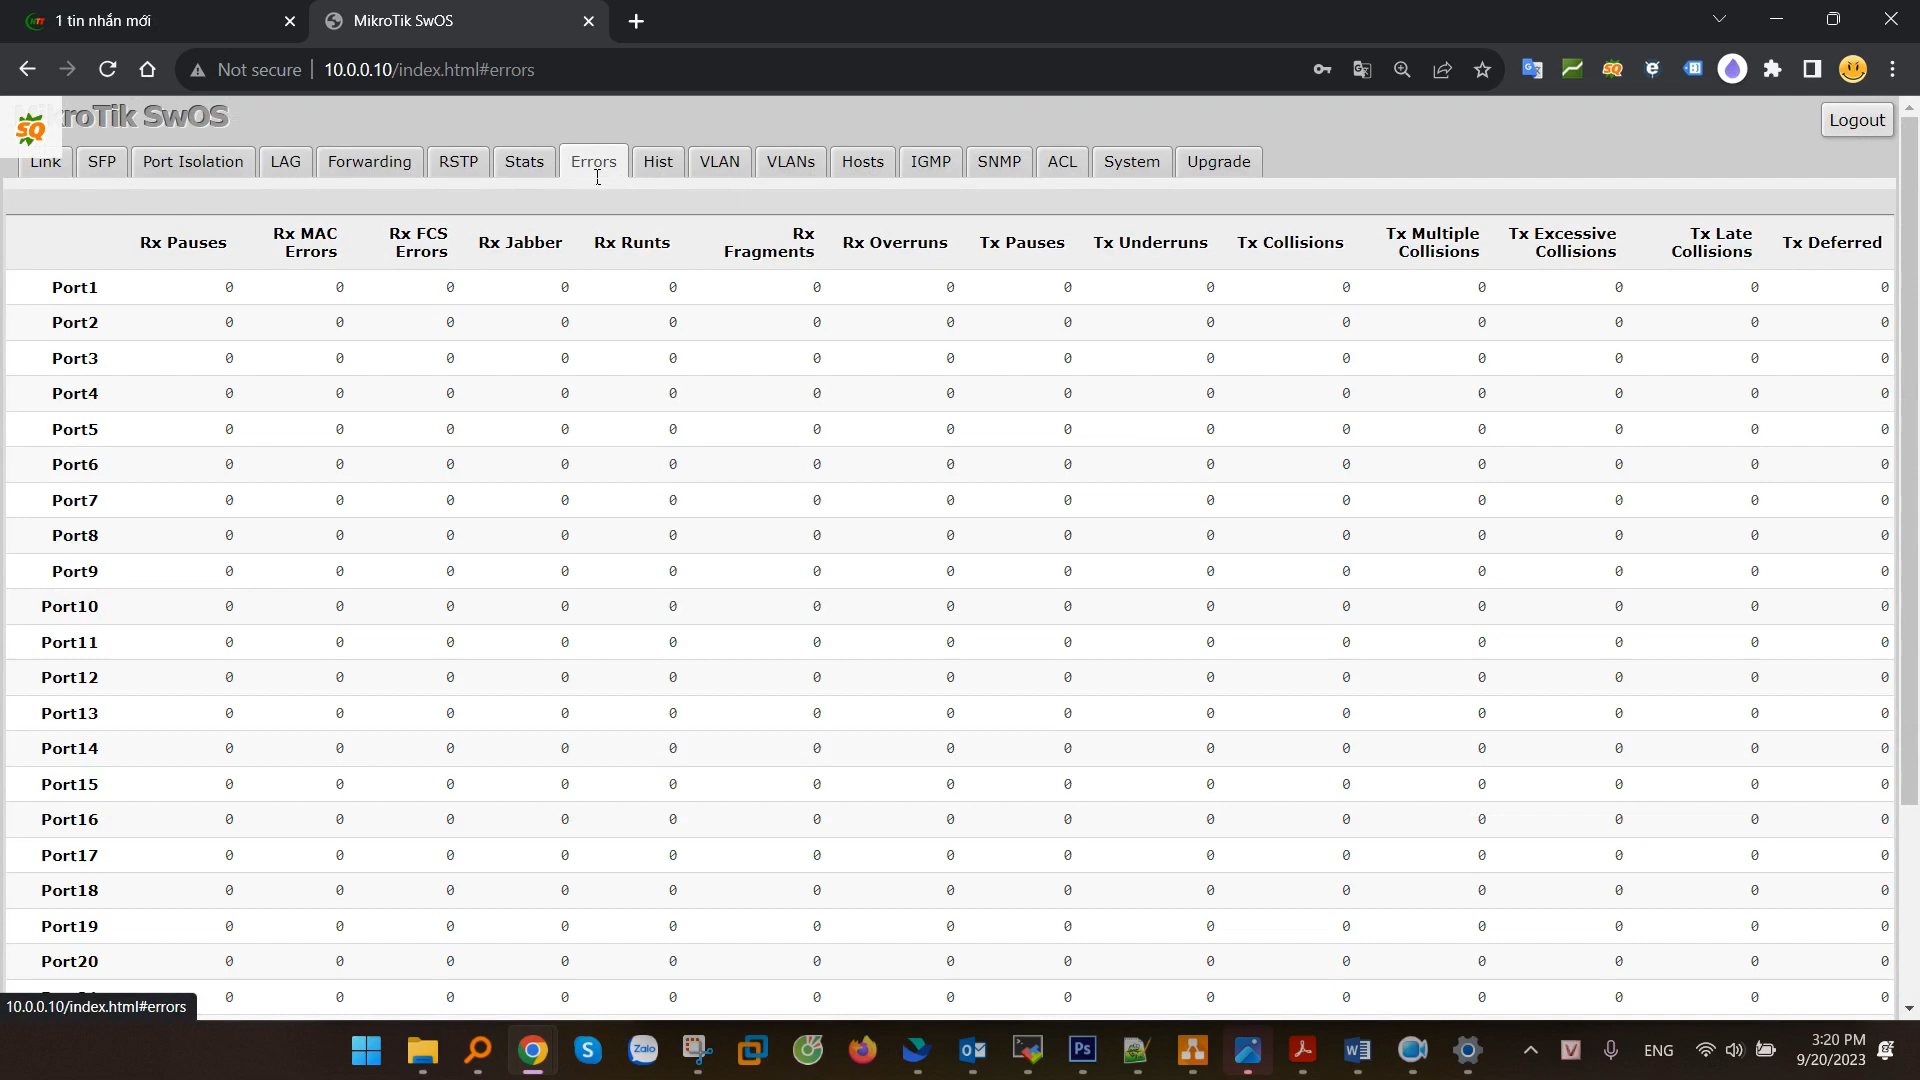 1 tin nhắn mới
MikroTik SwOS
Not secure
10.0.0.10/index.html#errors
SQ
kroTik SwOS
Logout
Link SFP Port Isolation LAG Forwarding RSTP Stats Errors Hist VLAN VLANs Hosts IGMP SNMP ACL System Upgrade
Rx Pauses Rx MAC Errors Rx FCS Errors Rx Jabber Rx Runts Rx Fragments Rx Overruns Tx Pauses Tx Underruns Tx Collisions Tx Multiple Collisions Tx Excessive Collisions Tx Late Collisions Tx Deferred
Port1 0 0 0 0 0 0 0 0 0 0 0 0 0 0
Port2 0 0 0 0 0 0 0 0 0 0 0 0 0 0
Port3 0 0 0 0 0 0 0 0 0 0 0 0 0 0
Port4 0 0 0 0 0 0 0 0 0 0 0 0 0 0
Port5 0 0 0 0 0 0 0 0 0 0 0 0 0 0
Port6 0 0 0 0 0 0 0 0 0 0 0 0 0 0
Port7 0 0 0 0 0 0 0 0 0 0 0 0 0 0
Port8 0 0 0 0 0 0 0 0 0 0 0 0 0 0
Port9 0 0 0 0 0 0 0 0 0 0 0 0 0 0
Port10 0 0 0 0 0 0 0 0 0 0 0 0 0 0
Port11 0 0 0 0 0 0 0 0 0 0 0 0 0 0
Port12 0 0 0 0 0 0 0 0 0 0 0 0 0 0
Port13 0 0 0 0 0 0 0 0 0 0 0 0 0 0
Port14 0 0 0 0 0 0 0 0 0 0 0 0 0 0
Port15 0 0 0 0 0 0 0 0 0 0 0 0 0 0
Port16 0 0 0 0 0 0 0 0 0 0 0 0 0 0
Port17 0 0 0 0 0 0 0 0 0 0 0 0 0 0
Port18 0 0 0 0 0 0 0 0 0 0 0 0 0 0
Port19 0 0 0 0 0 0 0 0 0 0 0 0 0 0
Port20 0 0 0 0 0 0 0 0 0 0 0 0 0 0
0 0 0 0 0 0 0 0 0 0 0 0 0 0
10.0.0.10/index.html#errors
Zalo
Ps
ENG
3:20 PM
9/20/2023